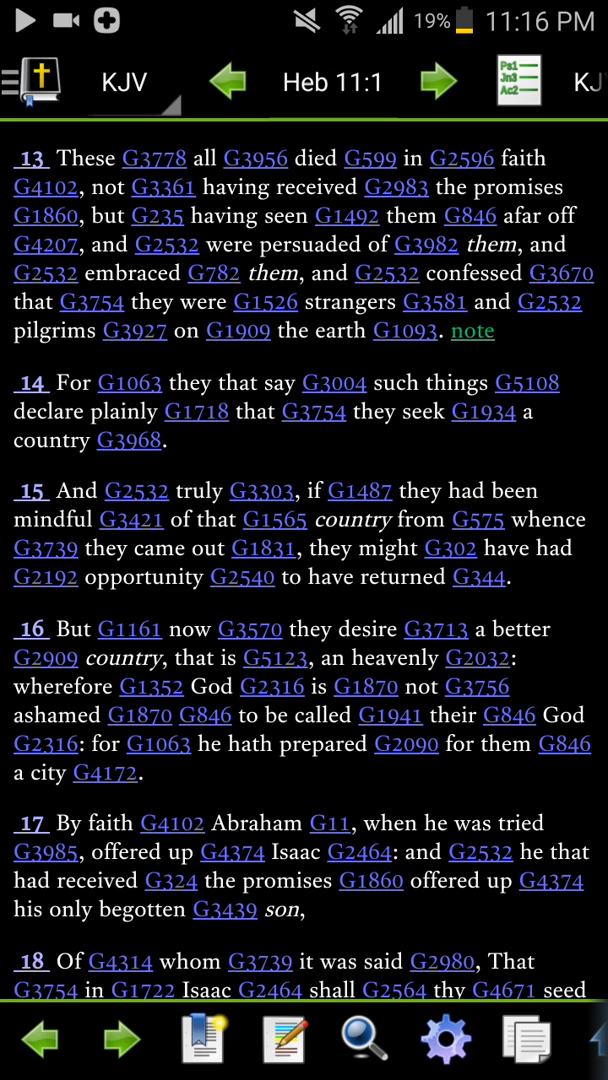 19% 11:16 PM
KJV Heb 11:1 Ps1 Jn3 Ac2 KJ
13 These G3778 all G3956 died G599 in G2596 faith
G4102, not G3361 having received G2983 the promises
G1860, but G235 having seen G1492 them G846 afar off
G4207, and G2532 were persuaded of G3982 them, and
G2532 embraced G782 them, and G2532 confessed G3670
that G3754 they were G1526 strangers G3581 and G2532
pilgrims G3927 on G1909 the earth G1093. note
14 For G1063 they that say G3004 such things G5108
declare plainly G1718 that G3754 they seek G1934 a
country G3968.
15 And G2532 truly G3303, if G1487 they had been
mindful G3421 of that G1565 country from G575 whence
G3739 they came out G1831, they might G302 have had
G2192 opportunity G2540 to have returned G344.
16 But G1161 now G3570 they desire G3713 a better
G2909 country, that is G5123, an heavenly G2032:
wherefore G1352 God G2316 is G1870 not G3756
ashamed G1870 G846 to be called G1941 their G846 God
G2316: for G1063 he hath prepared G2090 for them G846
a city G4172.
17 By faith G4102 Abraham G11, when he was tried
G3985, offered up G4374 Isaac G2464: and G2532 he that
had received G324 the promises G1860 offered up G4374
his only begotten G3439 son,
18 Of G4314 whom G3739 it was said G2980, That
G3754 in G1722 Isaac G2464 shall G2564 thy G4671 seed